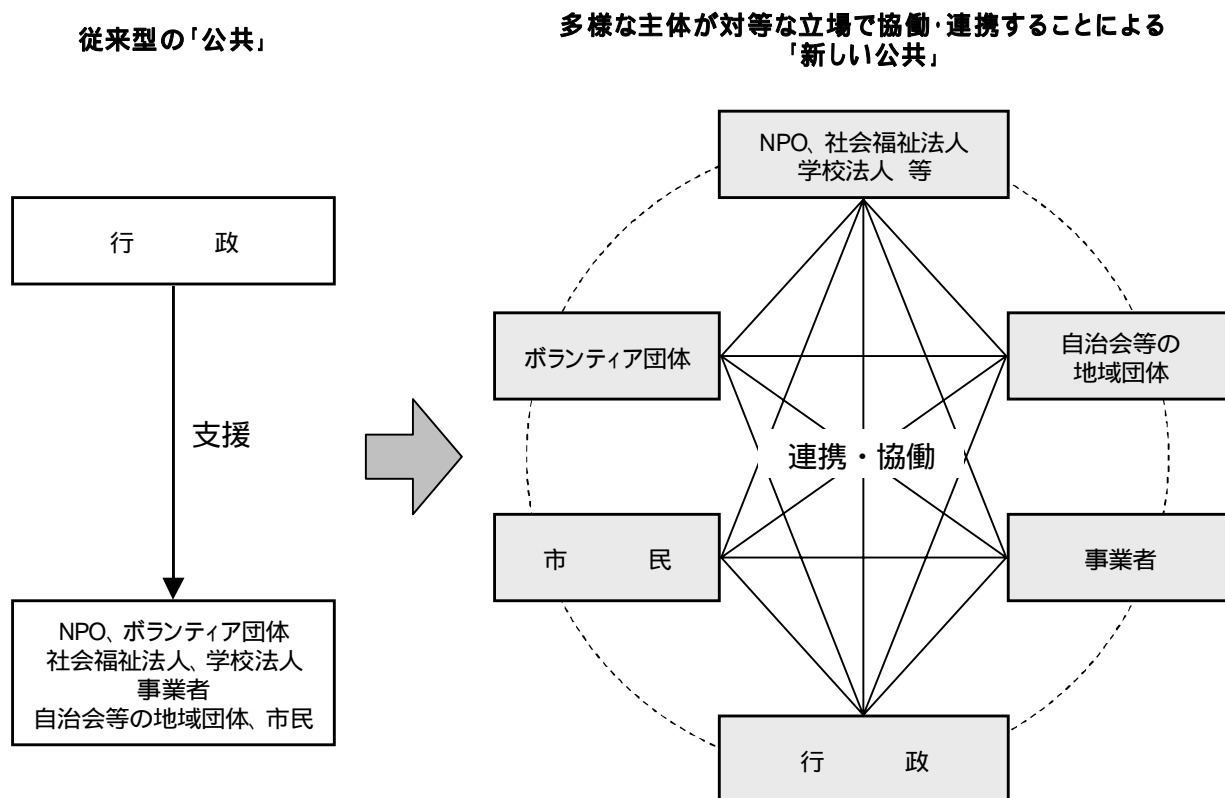 従来型の「公共」
行　政
支援
NPO、ボランティア団体
社会福祉法人、学校法人
事業者
自治会等の地域団体、市民
多様な主体が対等な立場で協働・連携することによる
「新しい公共」
NPO、社会福祉法人
学校法人 等
ボランティア団体
自治会等の
地域団体
連携・協働
市　民
事業者
行　政